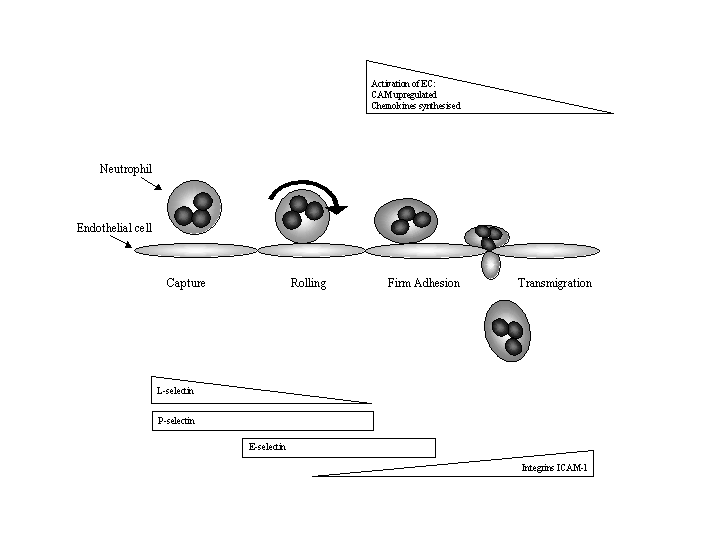 Activation of EC:
CAM upregulated
Chemokines synthesised
Neutrophil
Endothelial cell
Capture
Rolling
Firm Adhesion
Transmigration
L-selectin
P-selectin
E-selectin
Integrins ICAM-1